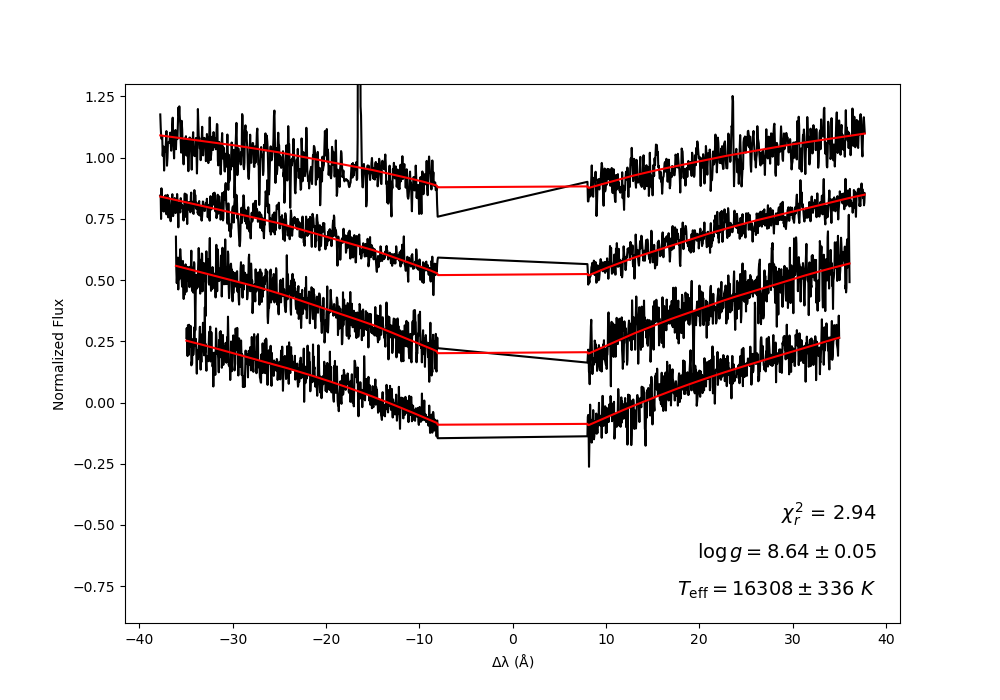 1.25
1.00
0.75
0.50
0.25
0.00
−0.25
−0.50
−0.75
Normalized Flux
χ²ᵣ = 2.94
log g = 8.64 ± 0.05
T_eff = 16308 ± 336 K
−40 −30 −20 −10 0 10 20 30 40
Δλ (Å)